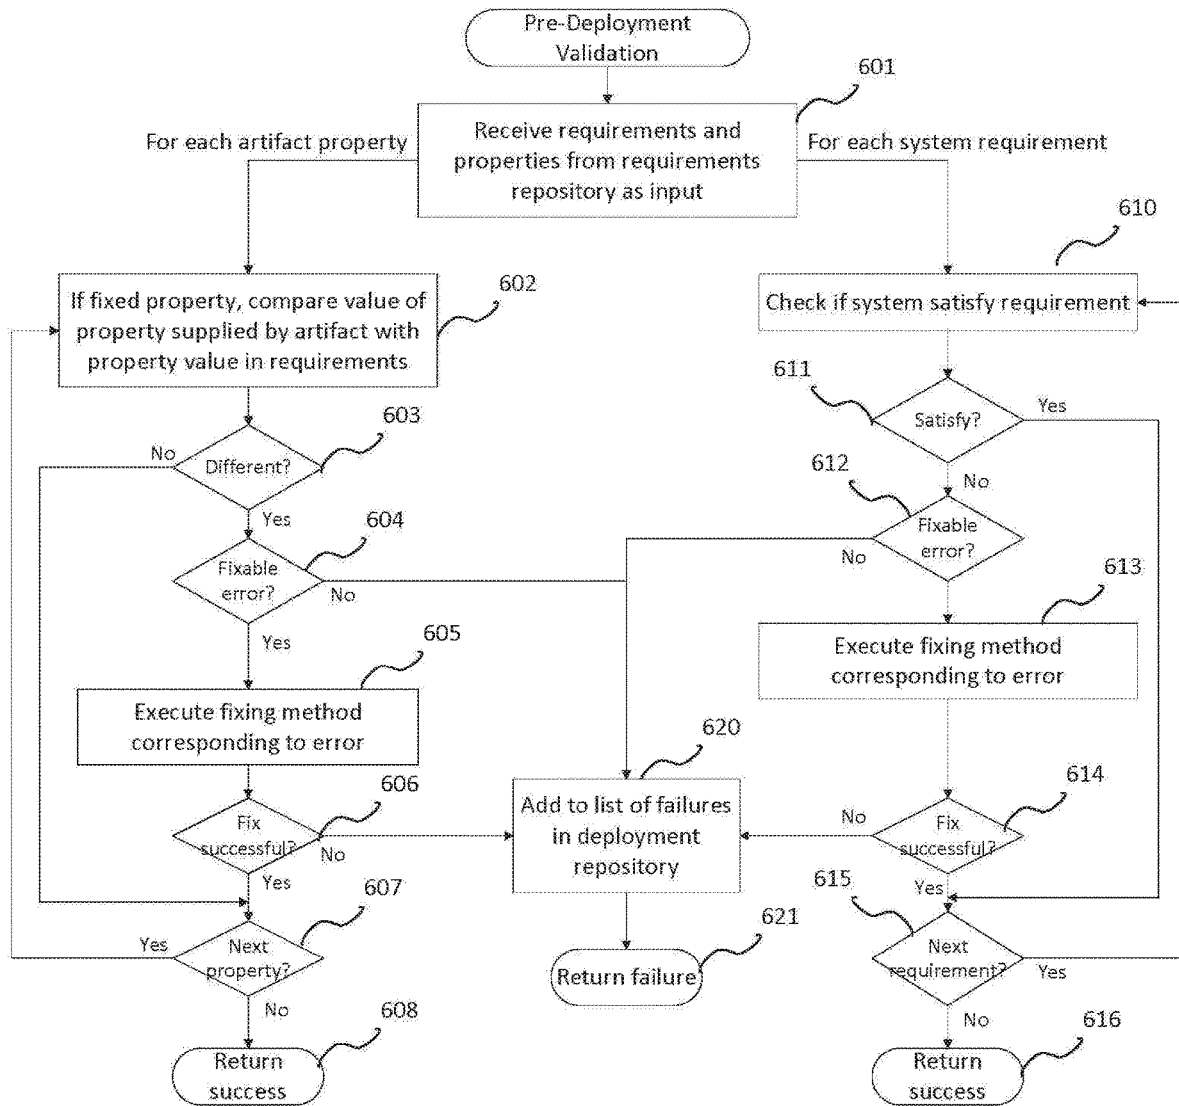 Pre-Deployment
Validation
601
For each artifact property
Receive requirements and
properties from requirements
repository as input
For each system requirement
610
602
If fixed property, compare value of
property supplied by artifact with
property value in requirements
Check if system satisfy requirement
611
603
Satisfy?
Yes
No
Different?
612
No
Yes
604
Fixable
error?
No
Fixable
error?
No
613
Yes
605
Execute fixing method
corresponding to error
Execute fixing method
corresponding to error
620
606
614
Add to list of failures
in deployment
repository
Fix
successful?
No
No
Fix
successful?
Yes
607
615
Yes
621
Yes
Next
property?
Return failure
Next
requirement?
Yes
No
608
No
616
Return
success
Return
success